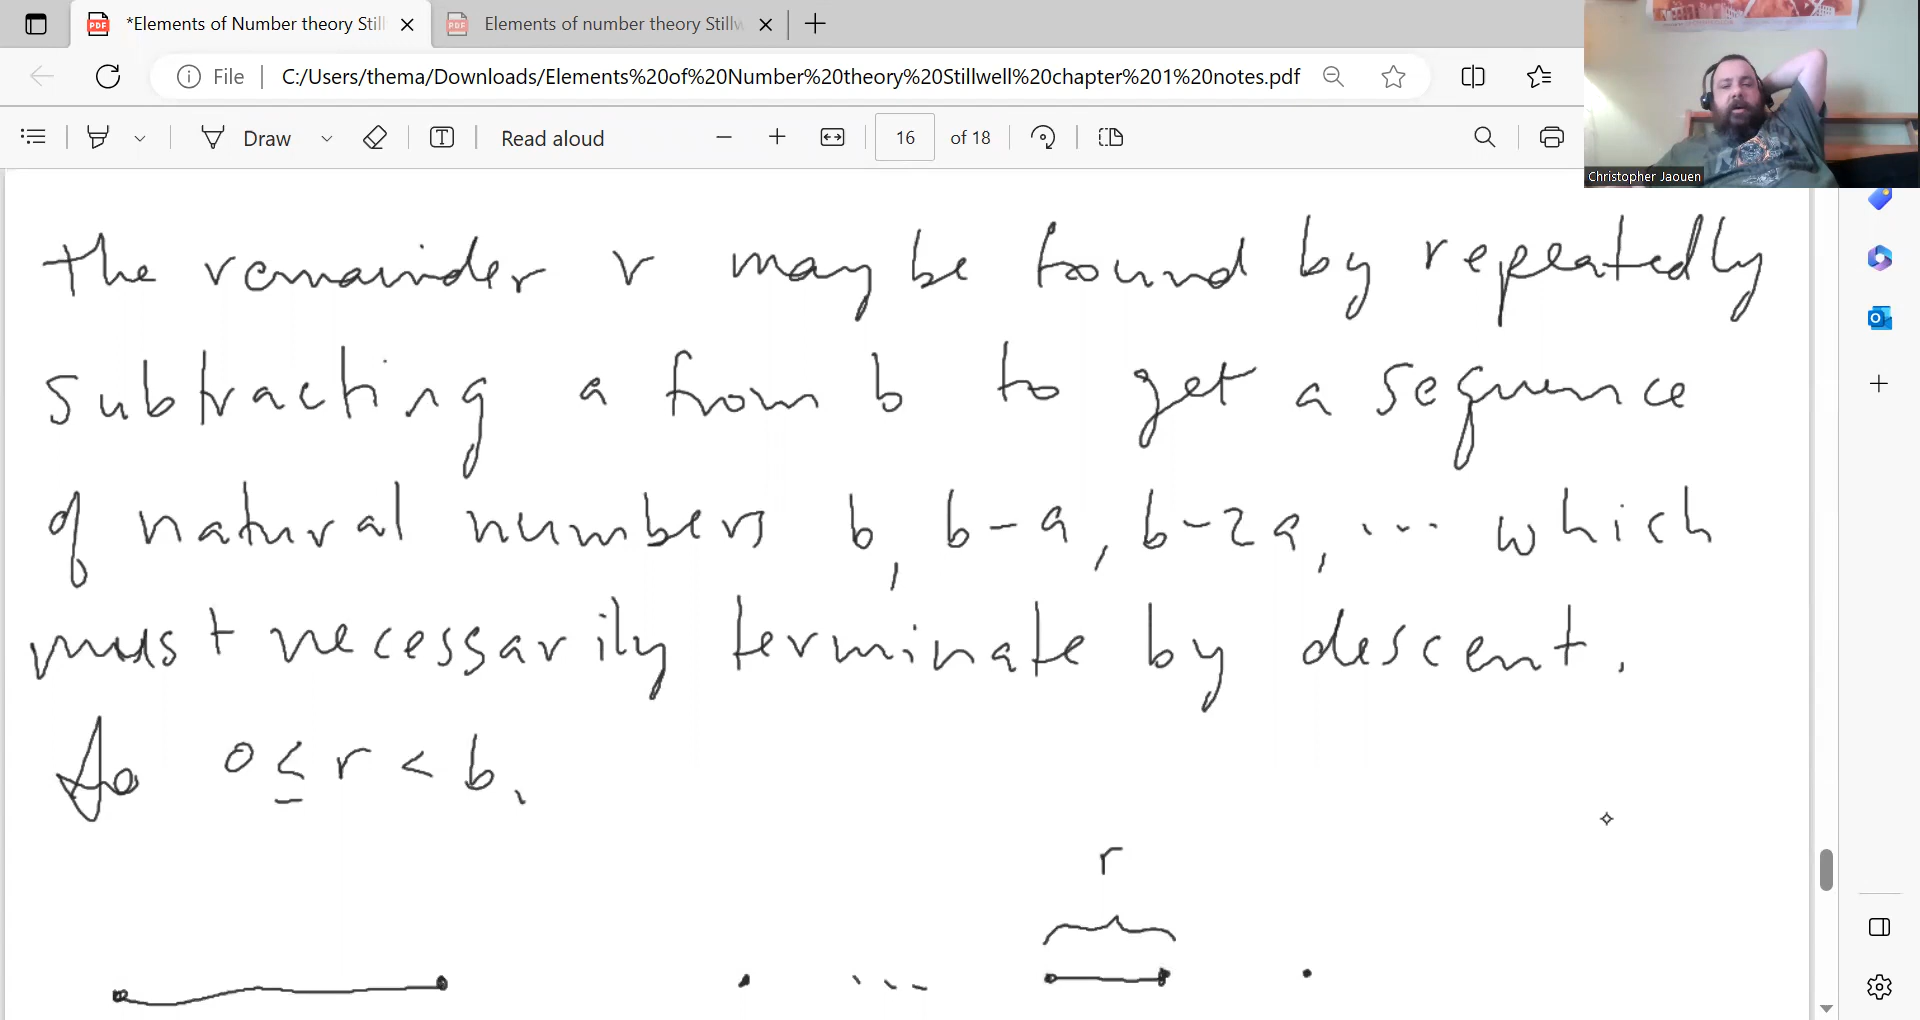 *Elements of Number theory Still
Elements of number theory Stillw
File
C:/Users/thema/Downloads/Elements%20of%20Number%20theory%20Stillwell%20chapter%201%20notes.pdf
Draw
Read aloud
16 of 18
Christopher Jaouen
the remainder r may be found by repeatedly
subtracting a from b to get a sequence
of natural numbers b, b-a, b-2a, ... which
must necessarily terminate by descent.
So 0 ≤ r < b.
r
...